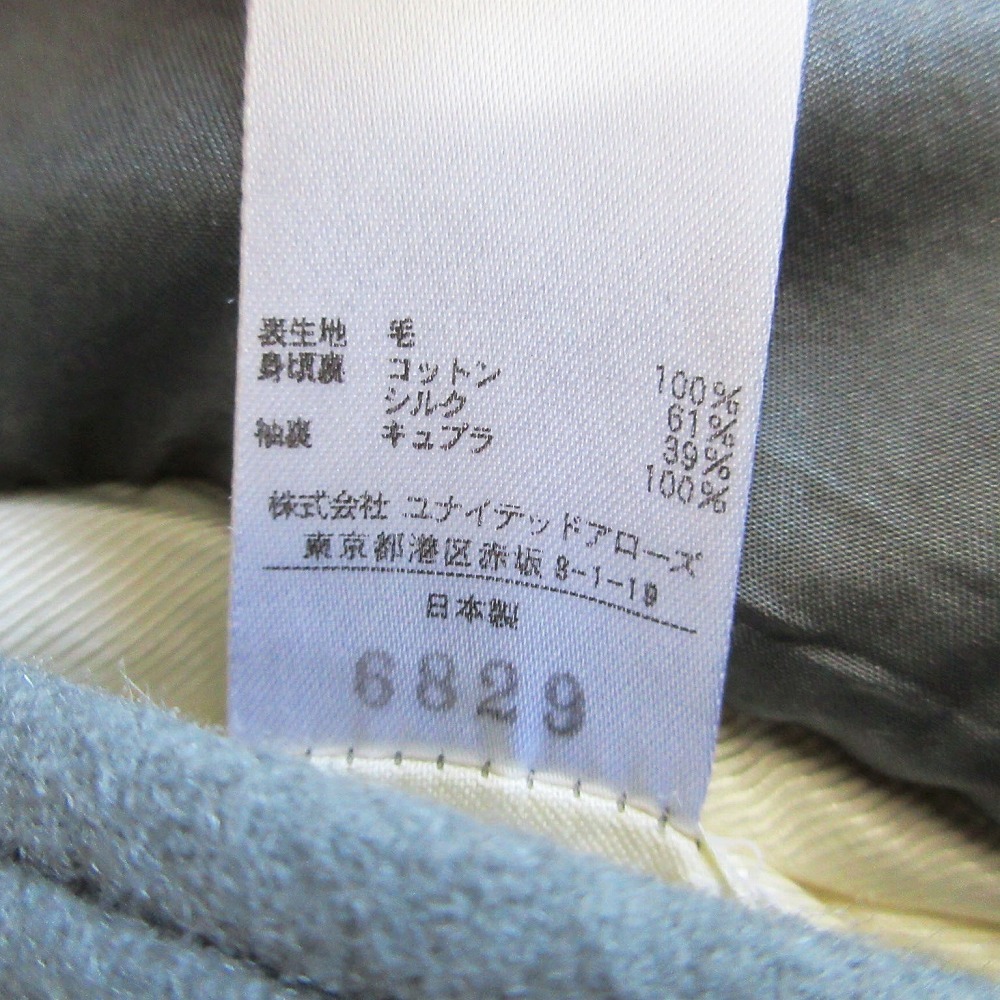 表生地 毛 100%
身頃裏 コットン 61%
シルク 39%
袖裏 キュプラ 100%
株式会社 ユナイテッドアローズ
東京都港区赤坂 8-1-19
日本製
6829